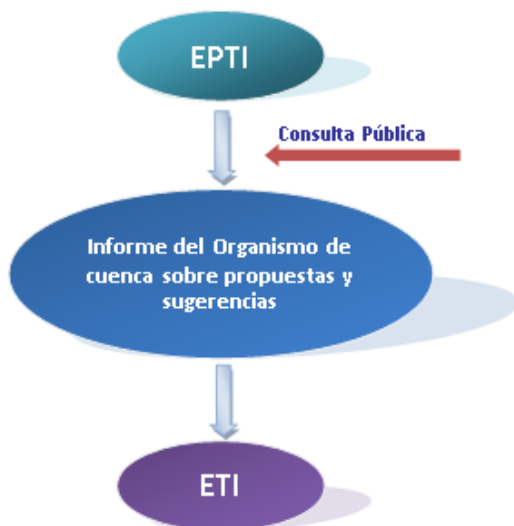 EPTI
Consulta Pública
Informe del Organismo de
cuenca sobre propuestas y
sugerencias
ETI